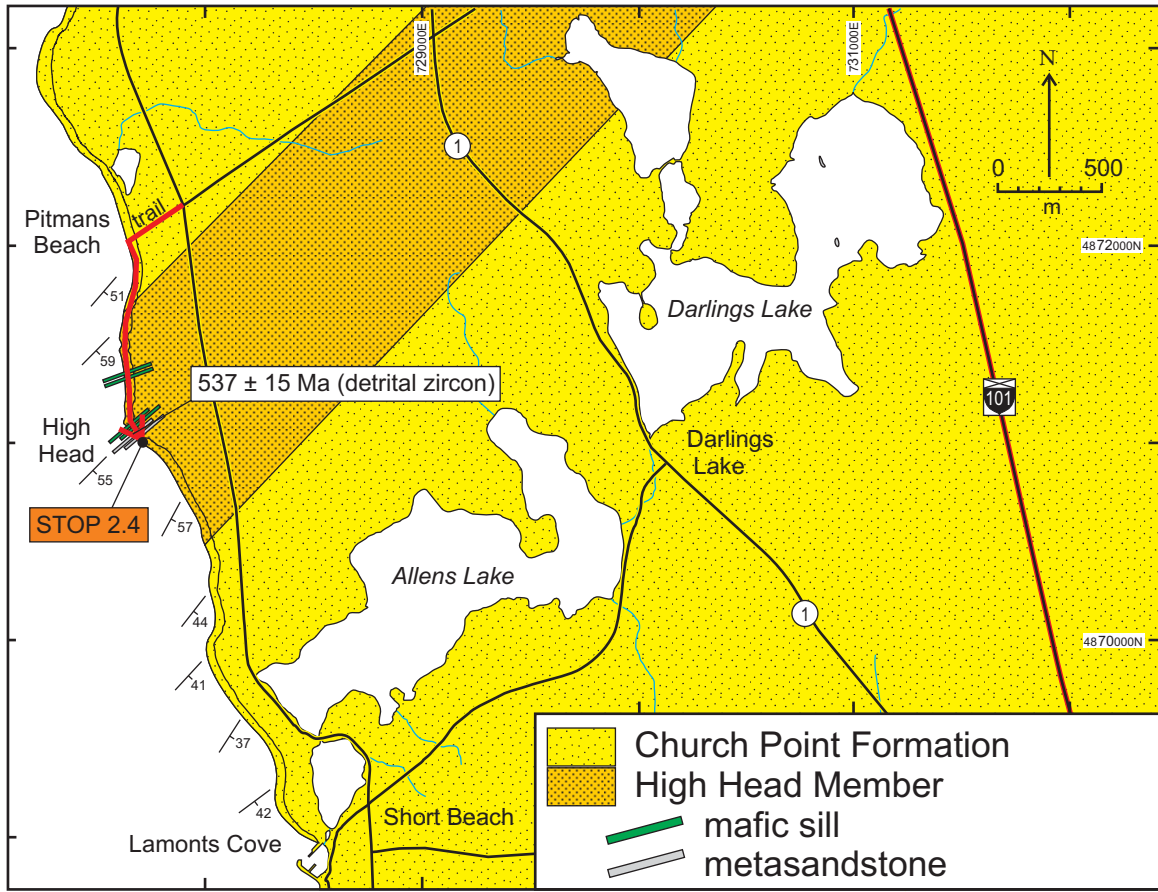 729000E
731000E
N
0 500
m
1
trail
Pitmans
Beach
4872000N
51
Darlings Lake
59
537 ± 15 Ma (detrital zircon)
101
High
Head
Darlings
Lake
55
STOP 2.4
57
Allens Lake
44
1
4870000N
41
37
42
Short Beach
Lamonts Cove
Church Point Formation
High Head Member
mafic sill
metasandstone